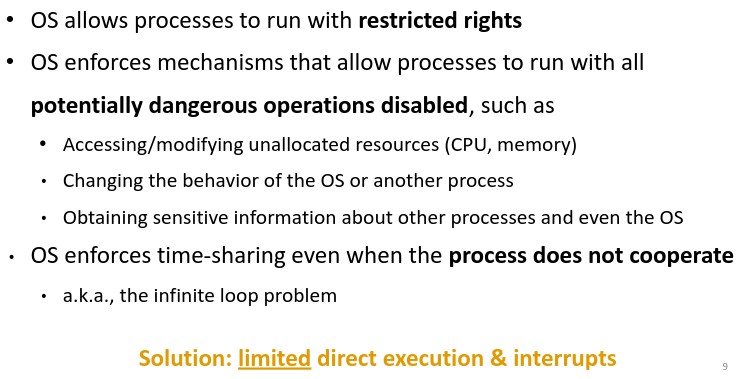 • OS allows processes to run with restricted rights
• OS enforces mechanisms that allow processes to run with all
potentially dangerous operations disabled, such as
• Accessing/modifying unallocated resources (CPU, memory)
• Changing the behavior of the OS or another process
• Obtaining sensitive information about other processes and even the OS
• OS enforces time-sharing even when the process does not cooperate
• a.k.a., the infinite loop problem
Solution: limited direct execution & interrupts
9